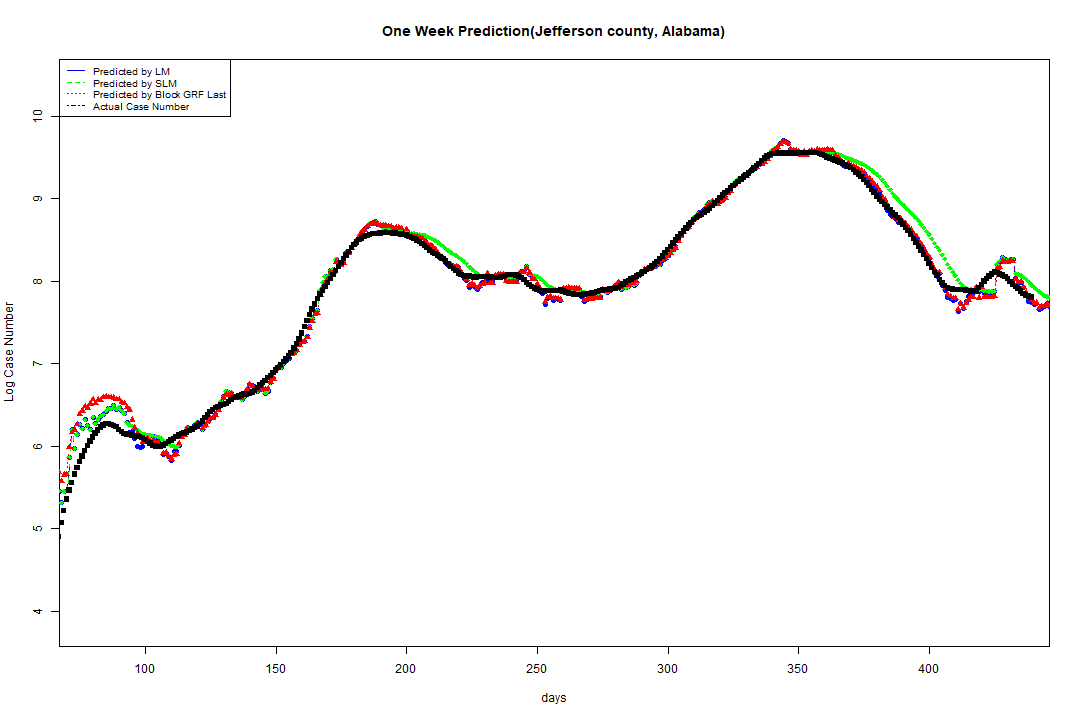 One Week Prediction(Jefferson county, Alabama)
Predicted by LM
Predicted by SLM
Predicted by Block GRF Last
Actual Case Number
10
9
8
7
6
5
4
Log Case Number
100 150 200 250 300 350 400
days